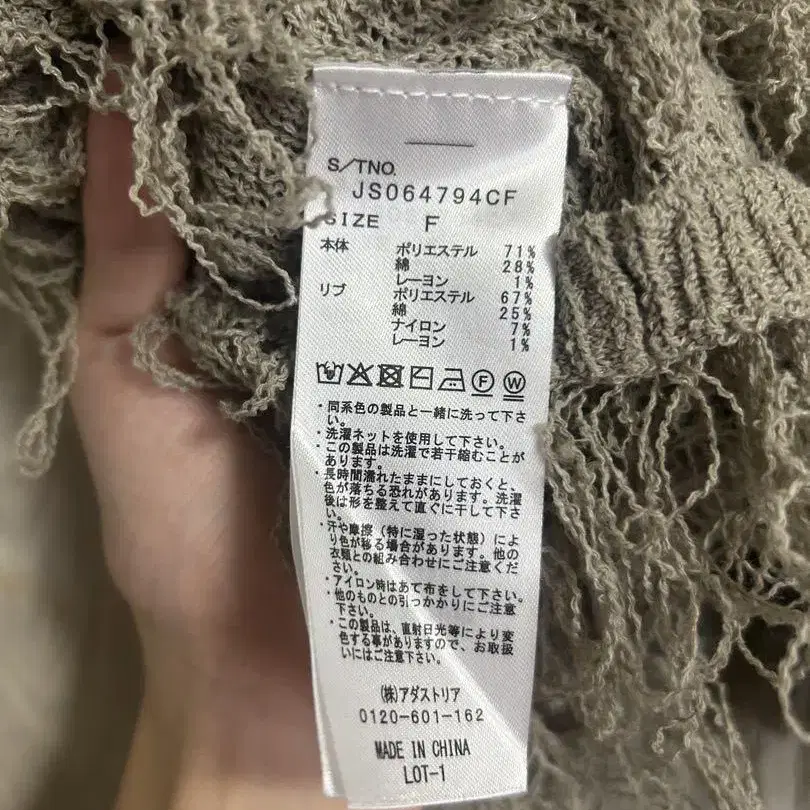 S/TNO.
JS064794CF
SIZE F
本体 ポリエステル 71%
綿 28%
レーヨン 1%
リブ ポリエステル 67%
綿 25%
ナイロン 7%
レーヨン 1%
F W
・同系色の製品と一緒に洗って下さ
い。
・洗濯ネットを使用して下さい。
・この製品は洗濯で若干縮むことが
あります。
・長時間濡れたままにしておくと、
色が落ちる恐れがあります。洗濯
後は形を整えて直ぐに干して下さ
い。
・汗や摩擦（特に湿った状態）によ
り色が移る場合があります。他の
衣類との組み合わせにご注意くだ
さい。
・アイロン時はあて布をして下さい。
・他のものとの引っかかりにご注意
下さい。
・この製品は、直射日光等により変
色する事がありますので、お取扱
いにはご注意下さい。
(株)アダストリア
0120-601-162
MADE IN CHINA
LOT-1